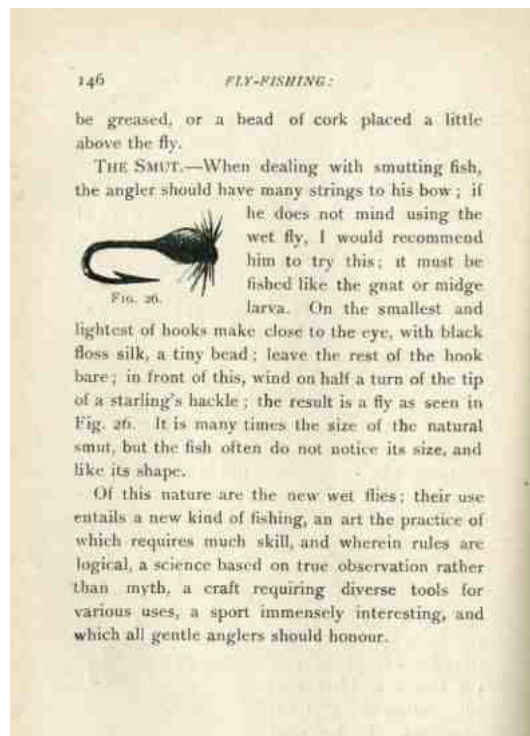 146
FLY-FISHING:
be greased, or a bead of cork placed a little
above the fly.
THE SMUT.—When dealing with smutting fish,
the angler should have many strings to his bow; if
he does not mind using the
wet fly, I would recommend
him to try this; it must be
fished like the gnat or midge
larva. On the smallest and
FIG. 26.
lightest of hooks make close to the eye, with black
floss silk, a tiny bead; leave the rest of the hook
bare; in front of this, wind on half a turn of the tip
of a starling's hackle; the result is a fly as seen in
Fig. 26. It is many times the size of the natural
smut, but the fish often do not notice its size, and
like its shape.
Of this nature are the new wet flies; their use
entails a new kind of fishing, an art the practice of
which requires much skill, and wherein rules are
logical, a science based on true observation rather
than myth, a craft requiring diverse tools for
various uses, a sport immensely interesting, and
which all gentle anglers should honour.